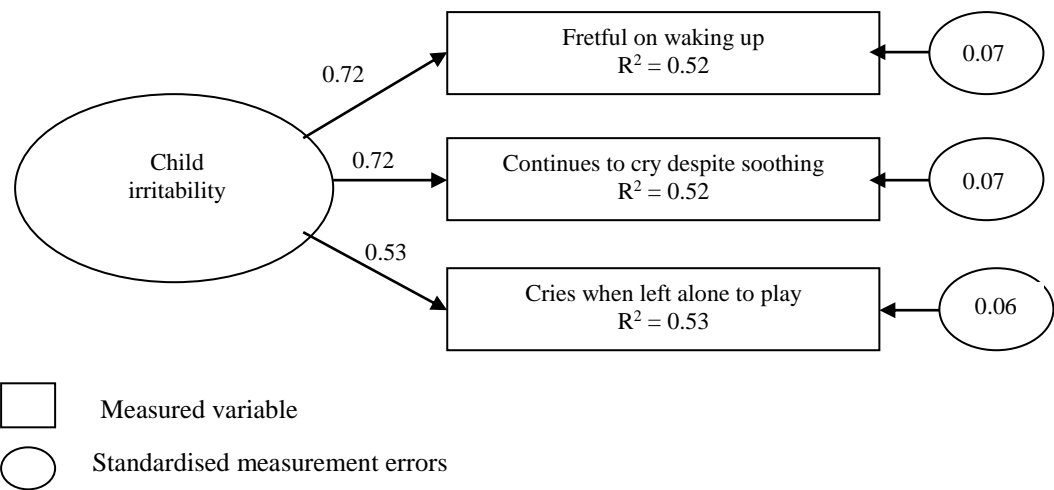 Fretful on waking up
R² = 0.52
0.07
0.72
Child
irritability
0.72
Continues to cry despite soothing
R² = 0.52
0.07
0.53
Cries when left alone to play
R² = 0.53
0.06
Measured variable
Standardised measurement errors